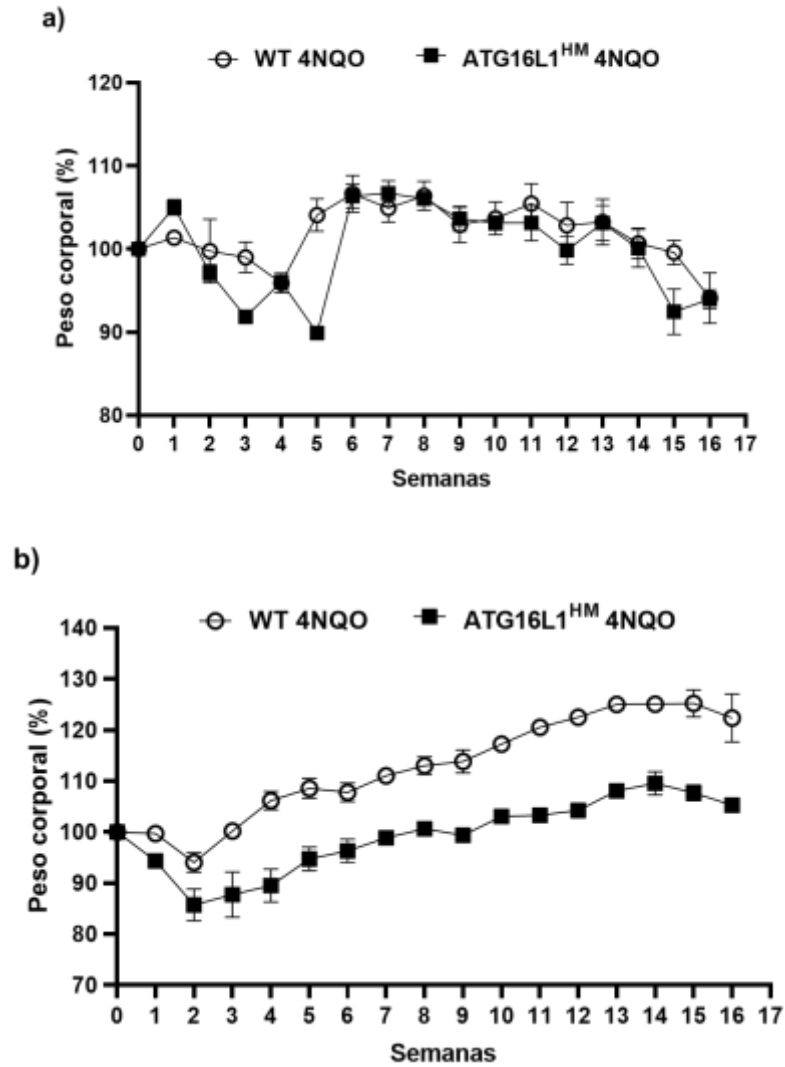 a)
WT 4NQO ATG16L1HM 4NQO
120
110
100
90
80
Peso corporal (%)
0 1 2 3 4 5 6 7 8 9 10 11 12 13 14 15 16 17
Semanas
b)
WT 4NQO ATG16L1HM 4NQO
140
130
120
110
100
90
80
70
Peso corporal (%)
0 1 2 3 4 5 6 7 8 9 10 11 12 13 14 15 16 17
Semanas